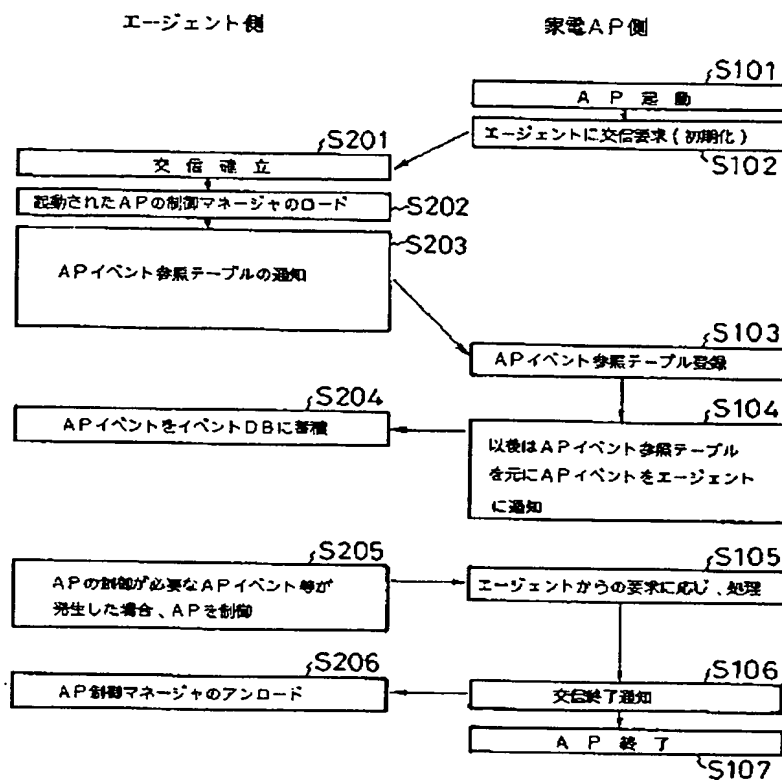 エージェント側
家電AP側
S101
AP起動
エージェントに交信要求(初期化)
S102
S201
交信確立
起動されたAPの制御マネージャのロード
S202
S203
APイベント参照テーブルの通知
S103
APイベント参照テーブル登録
S204
APイベントをイベントDBに蓄積
S104
以後はAPイベント参照テーブル
を元にAPイベントをエージェント
に通知
S205
APの制御が必要なAPイベント等が
発生した場合、APを制御
S105
エージェントからの要求に応じ、処理
S206
AP制御マネージャのアンロード
S106
交信終了通知
AP終了
S107